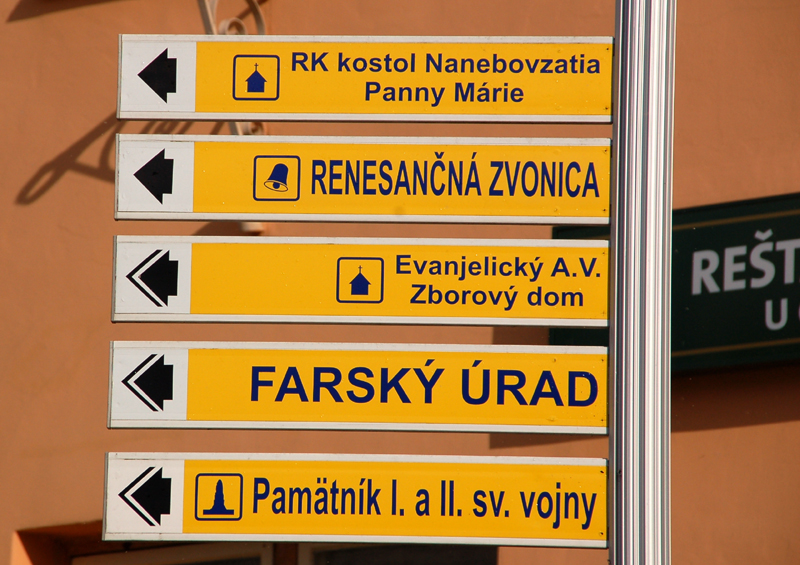 RK kostol Nanebovzatia
Panny Márie
RENESANČNÁ ZVONICA
Evanjelický A.V.
Zborový dom
FARSKÝ ÚRAD
Pamätník I. a II. sv. vojny